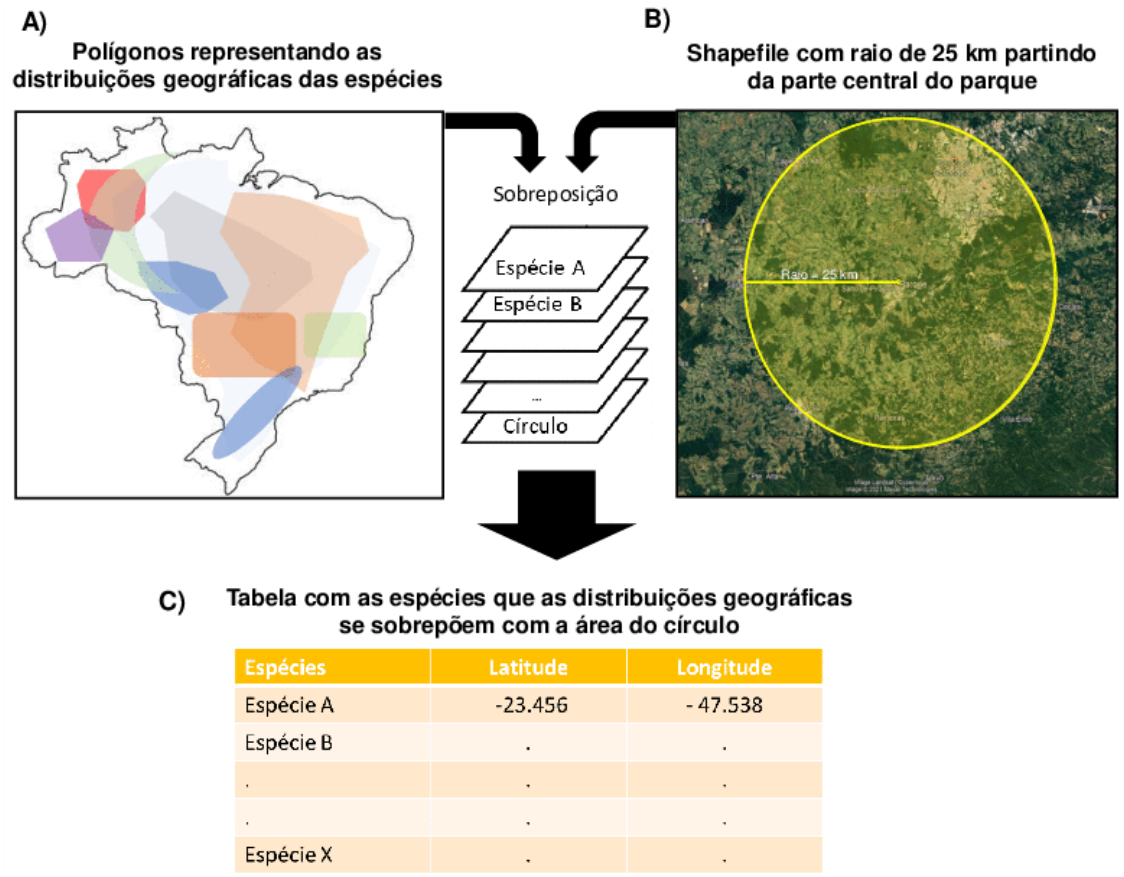 A)
Polígonos representando as
distribuições geográficas das espécies
B)
Shapefile com raio de 25 km partindo
da parte central do parque
Sobreposição
Espécie A
Espécie B
...
Círculo
Raio = 25 km
C)
Tabela com as espécies que as distribuições geográficas
se sobrepõem com a área do círculo
Espécies Latitude Longitude
Espécie A -23.456 - 47.538
Espécie B . .
. . .
. . .
Espécie X . .